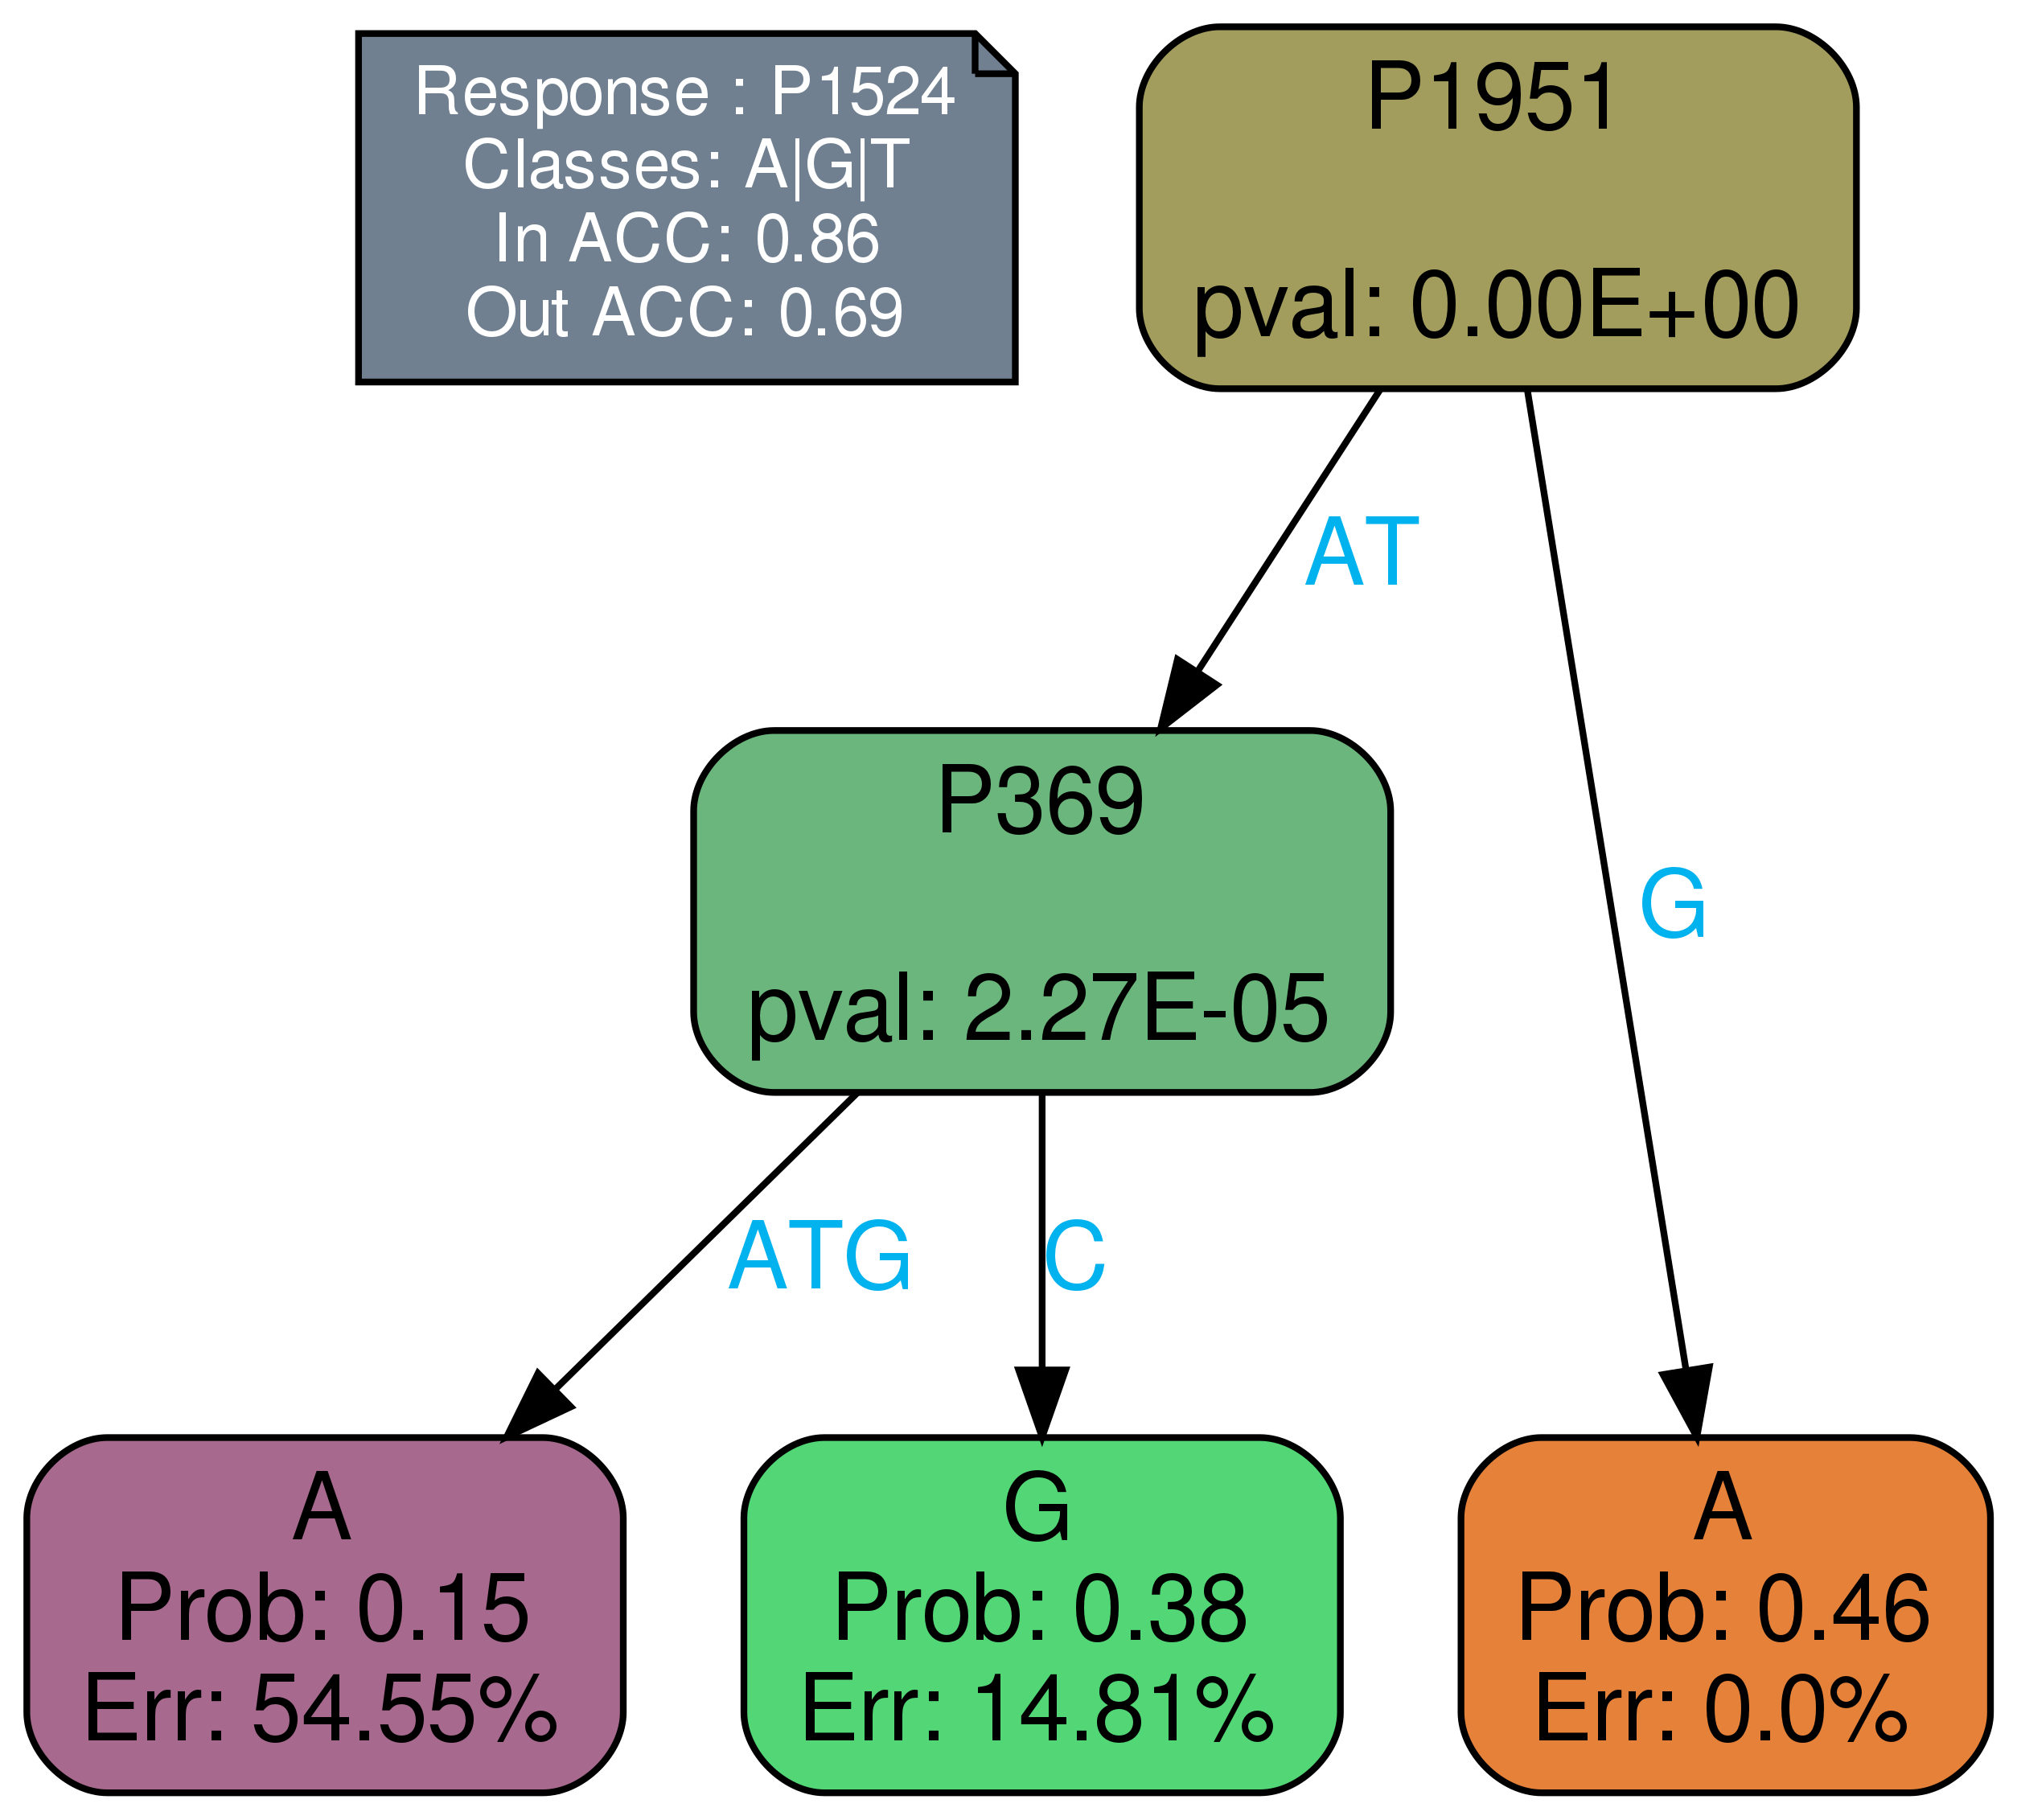 Response : P1524
Classes: A|G|T
In ACC: 0.86
Out ACC: 0.69
P1951
pval: 0.00E+00
AT
G
P369
pval: 2.27E-05
ATG
C
A
Prob: 0.15
Err: 54.55%
G
Prob: 0.38
Err: 14.81%
A
Prob: 0.46
Err: 0.0%